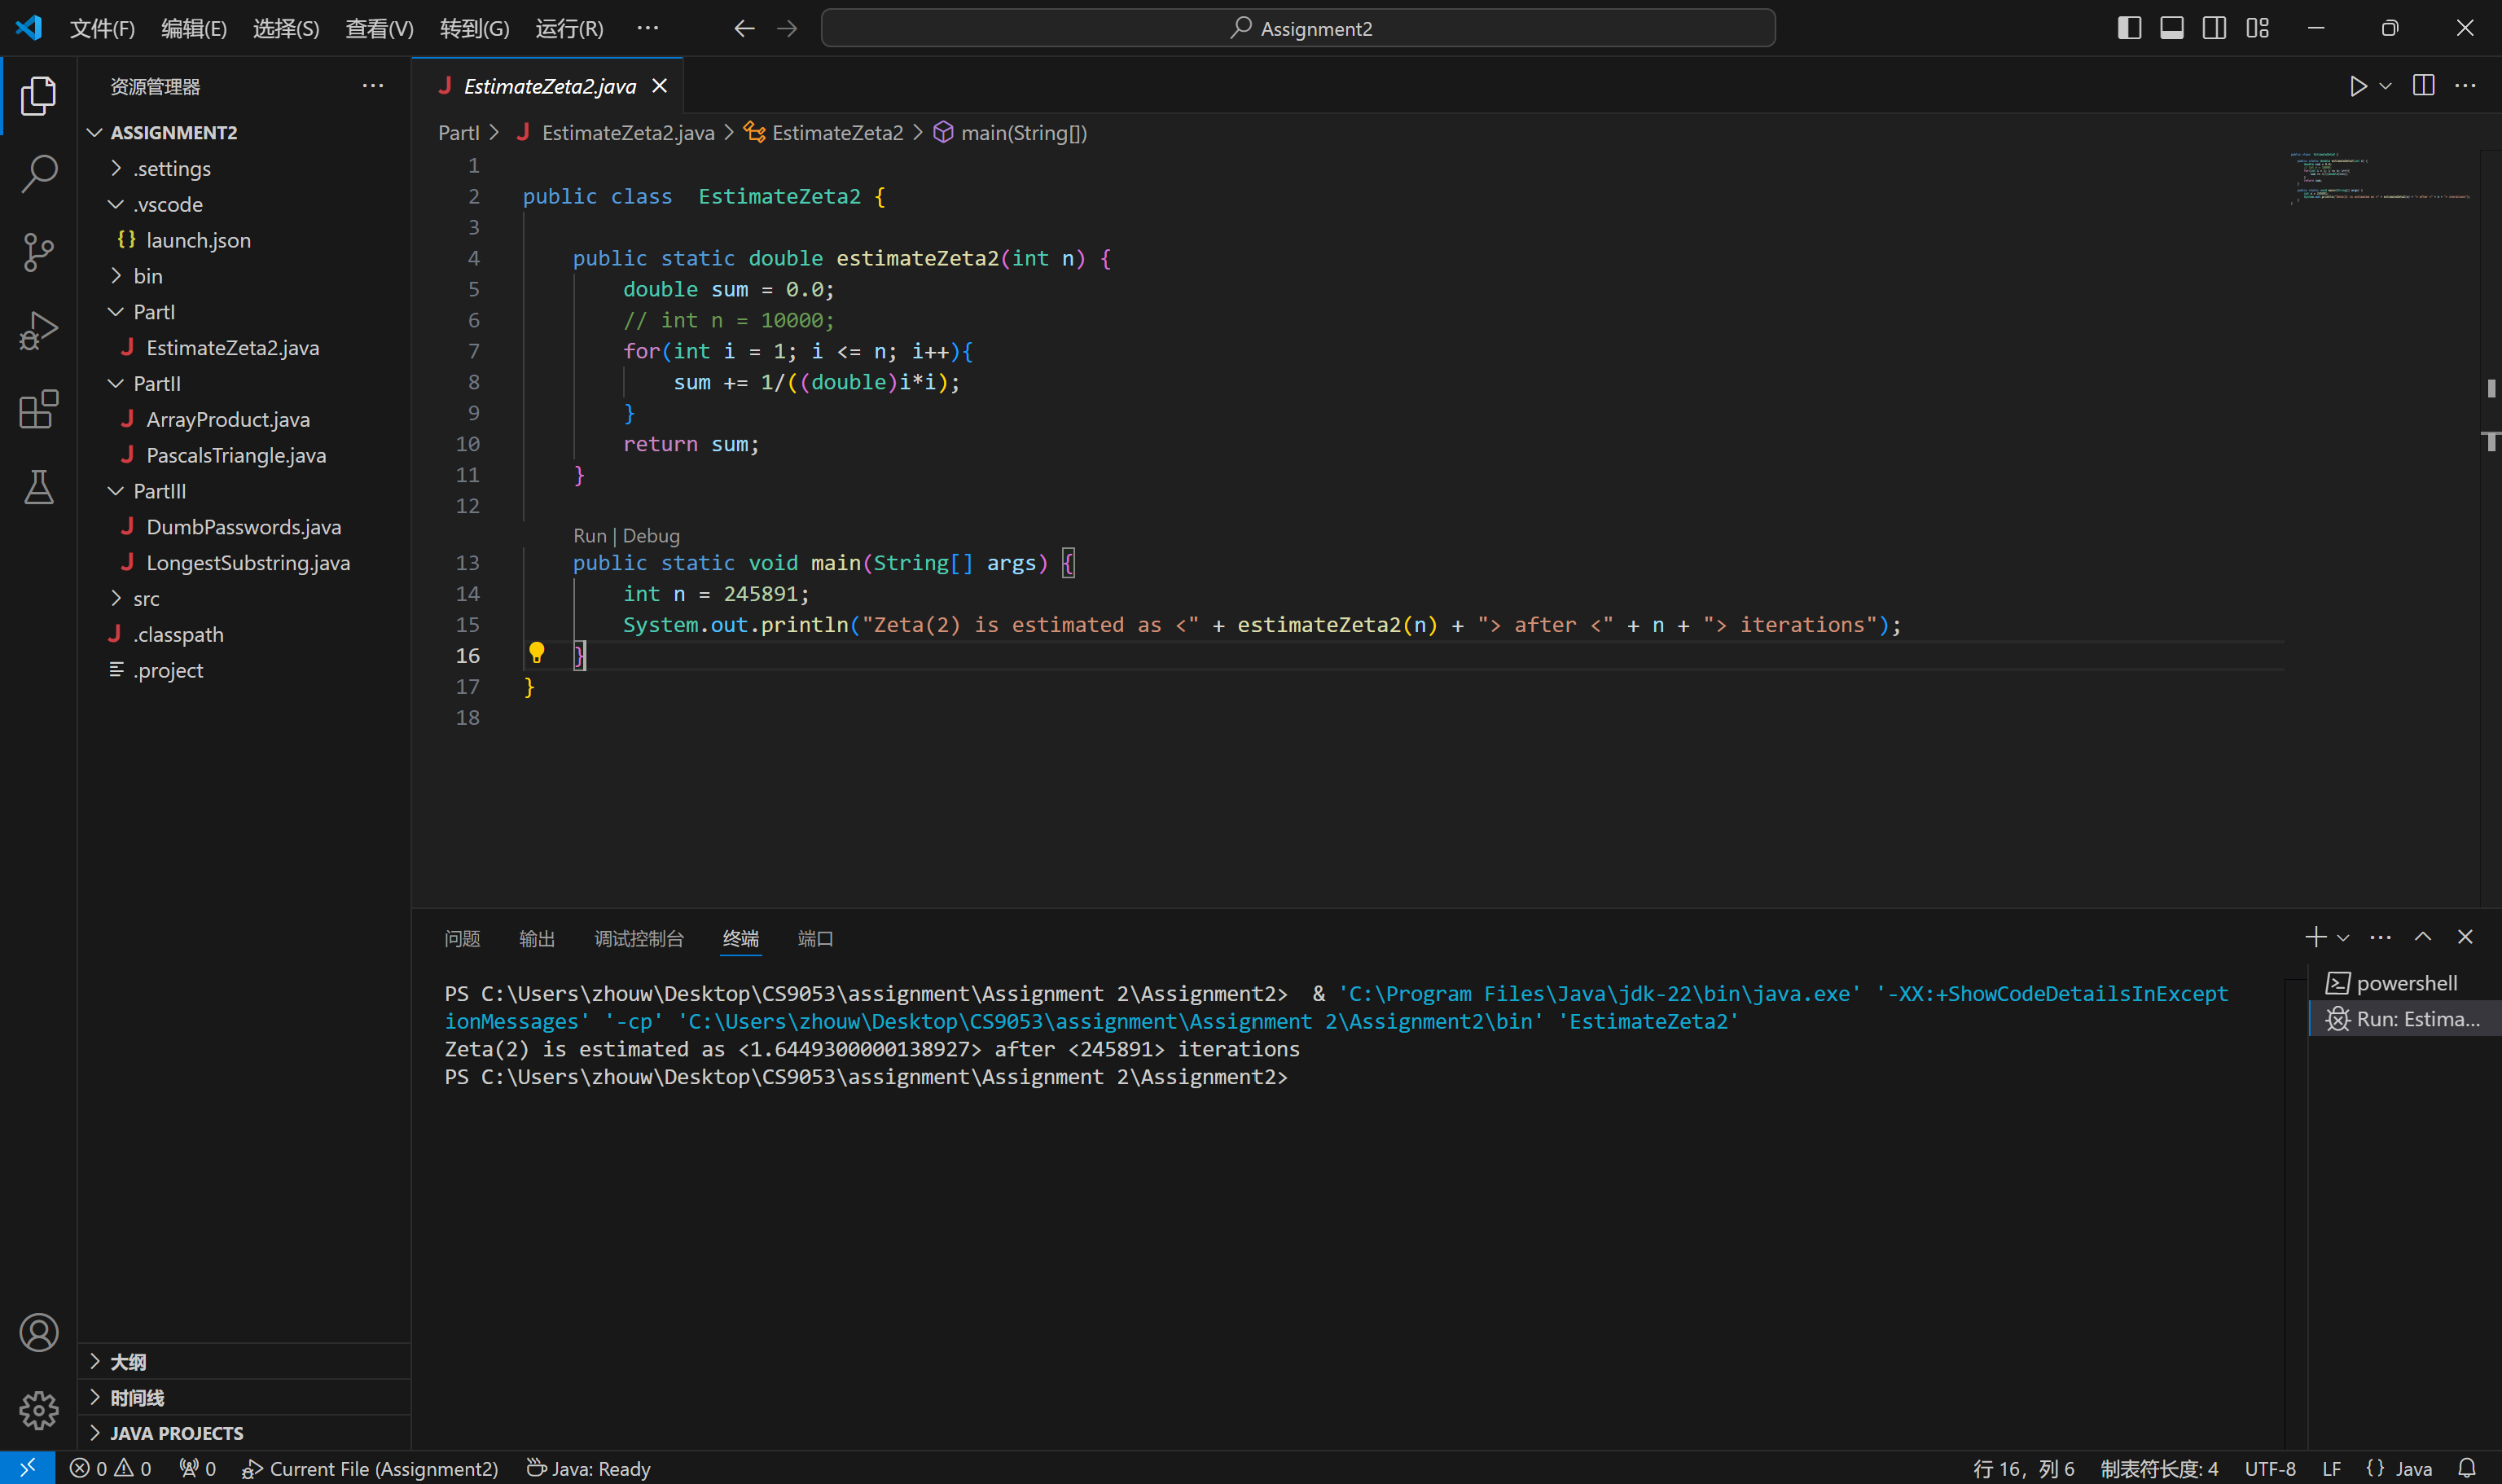 文件(F) 编辑(E) 选择(S) 查看(V) 转到(G) 运行(R) ··· Assignment2
资源管理器 ···
ASSIGNMENT2
.settings
.vscode
{} launch.json
bin
PartI
J EstimateZeta2.java
PartII
J ArrayProduct.java
J PascalsTriangle.java
PartIII
J DumbPasswords.java
J LongestSubstring.java
src
J .classpath
.project
大纲
时间线
JAVA PROJECTS
J EstimateZeta2.java
PartI > J EstimateZeta2.java > EstimateZeta2 > main(String[])
1
2 public class  EstimateZeta2 {
3
4     public static double estimateZeta2(int n) {
5         double sum = 0.0;
6         // int n = 10000;
7         for(int i = 1; i <= n; i++){
8             sum += 1/((double)i*i);
9         }
10         return sum;
11     }
12
Run | Debug
13     public static void main(String[] args) {
14         int n = 245891;
15         System.out.println("Zeta(2) is estimated as <" + estimateZeta2(n) + "> after <" + n + "> iterations");
16     }
17 }
18
问题 输出 调试控制台 终端 端口
PS C:\Users\zhouw\Desktop\CS9053\assignment\Assignment 2\Assignment2>  & 'C:\Program Files\Java\jdk-22\bin\java.exe' '-XX:+ShowCodeDetailsInExcept
ionMessages' '-cp' 'C:\Users\zhouw\Desktop\CS9053\assignment\Assignment 2\Assignment2\bin' 'EstimateZeta2'
Zeta(2) is estimated as <1.6449300000138927> after <245891> iterations
PS C:\Users\zhouw\Desktop\CS9053\assignment\Assignment 2\Assignment2>
powershell
Run: Estima...
0 0 0 Current File (Assignment2) Java: Ready 行 16，列 6 制表符长度: 4 UTF-8 LF {} Java